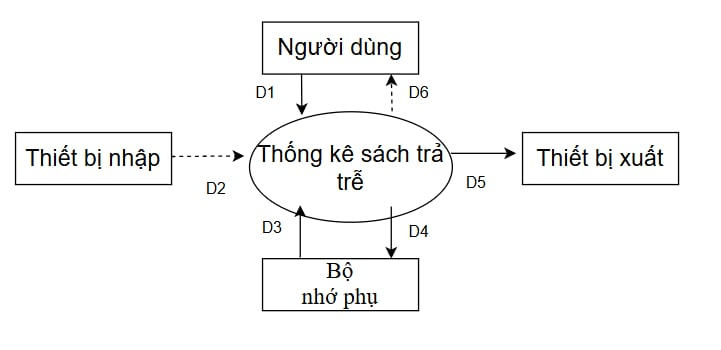 Người dùng
D1
D6
Thiết bị nhập
Thống kê sách trả
trễ
Thiết bị xuất
D2
D5
D3
D4
Bộ
nhớ phụ